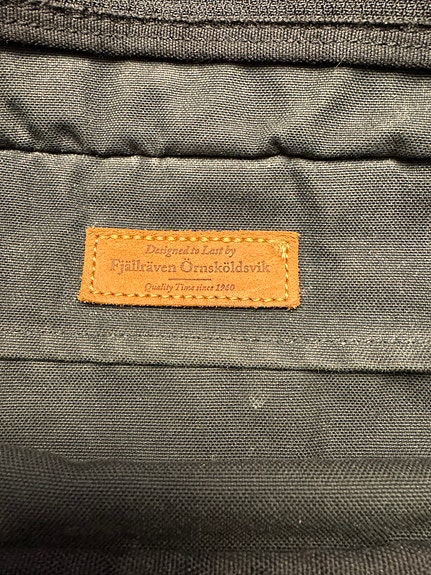 Designed to Last by
Fjällräven Örnsköldsvik
Quality Time since 1960